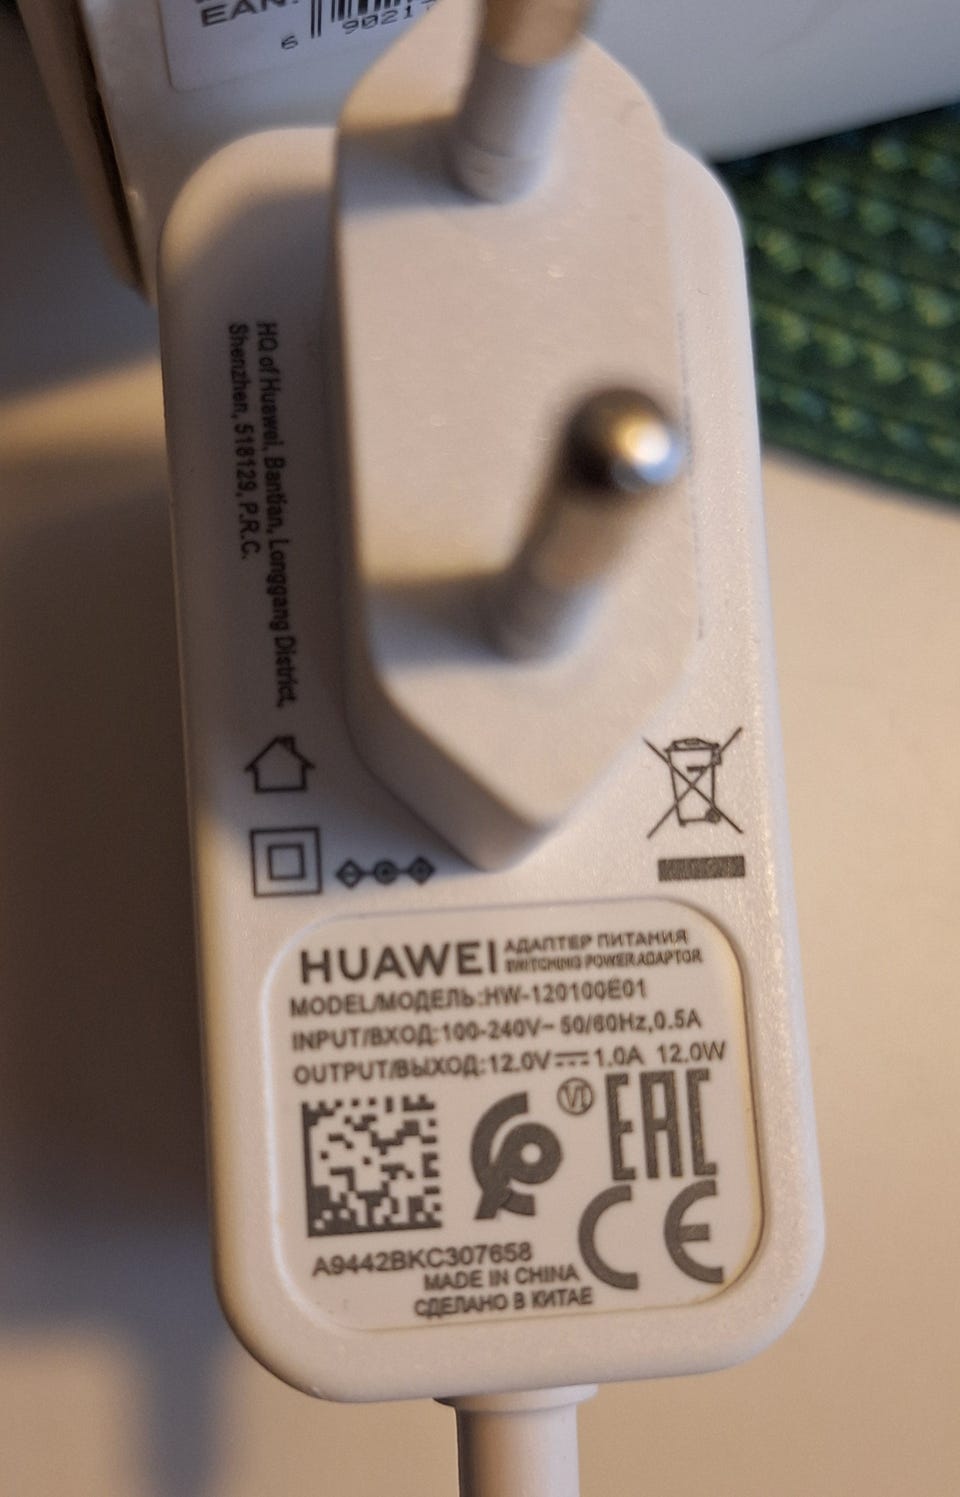 EAN:
6
HQ of Huawei, Bantian, Longgang District,
Shenzhen, 518129, P.R.C.
HUAWEI АДАПТЕР ПИТАНИЯ
SWITCHING POWER ADAPTOR
MODEL/МОДЕЛЬ:HW-120100E01
INPUT/ВХОД:100-240V~ 50/60Hz,0.5A
OUTPUT/ВЫХОД:12.0V⎓1.0A 12.0W
VI
EAC
CE
A9442BKC307658
MADE IN CHINA
СДЕЛАНО В КИТАЕ